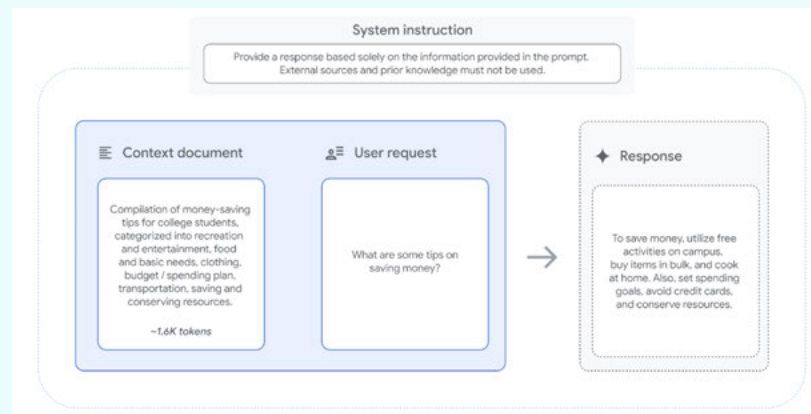 System instruction
Provide a response based solely on the information provided in the prompt.
External sources and prior knowledge must not be used.
Context document
Compilation of money-saving
tips for college students,
categorized into recreation
and entertainment, food
and basic needs, clothing,
budget / spending plan,
transportation, saving and
conserving resources.
~1.6K tokens
User request
What are some tips on
saving money?
Response
To save money, utilize free
activities on campus,
buy items in bulk, and cook
at home. Also, set spending
goals, avoid credit cards,
and conserve resources.